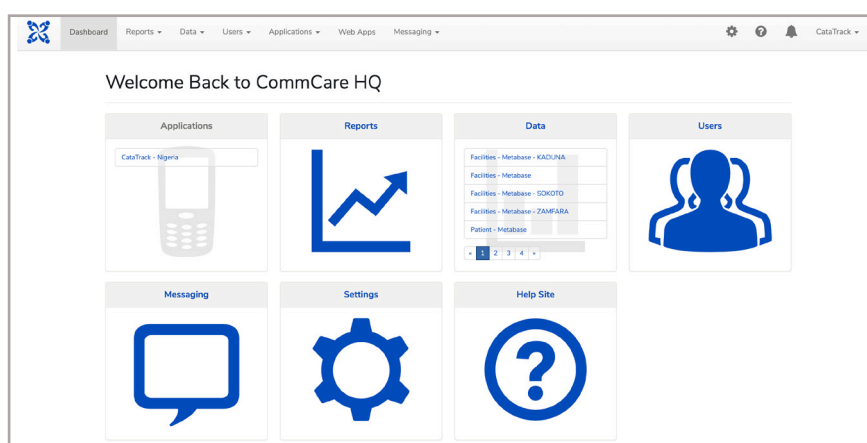 Dashboard Reports Data Users Applications Web Apps Messaging CataTrack
Welcome Back to CommCare HQ
Applications
CataTrack - Nigeria
Reports
Data
Facilities - Metabase - KADUNA
Facilities - Metabase
Facilities - Metabase - SOKOTO
Facilities - Metabase - ZAMFARA
Patient - Metabase
« 1 2 3 4 »
Users
Messaging
Settings
Help Site
?